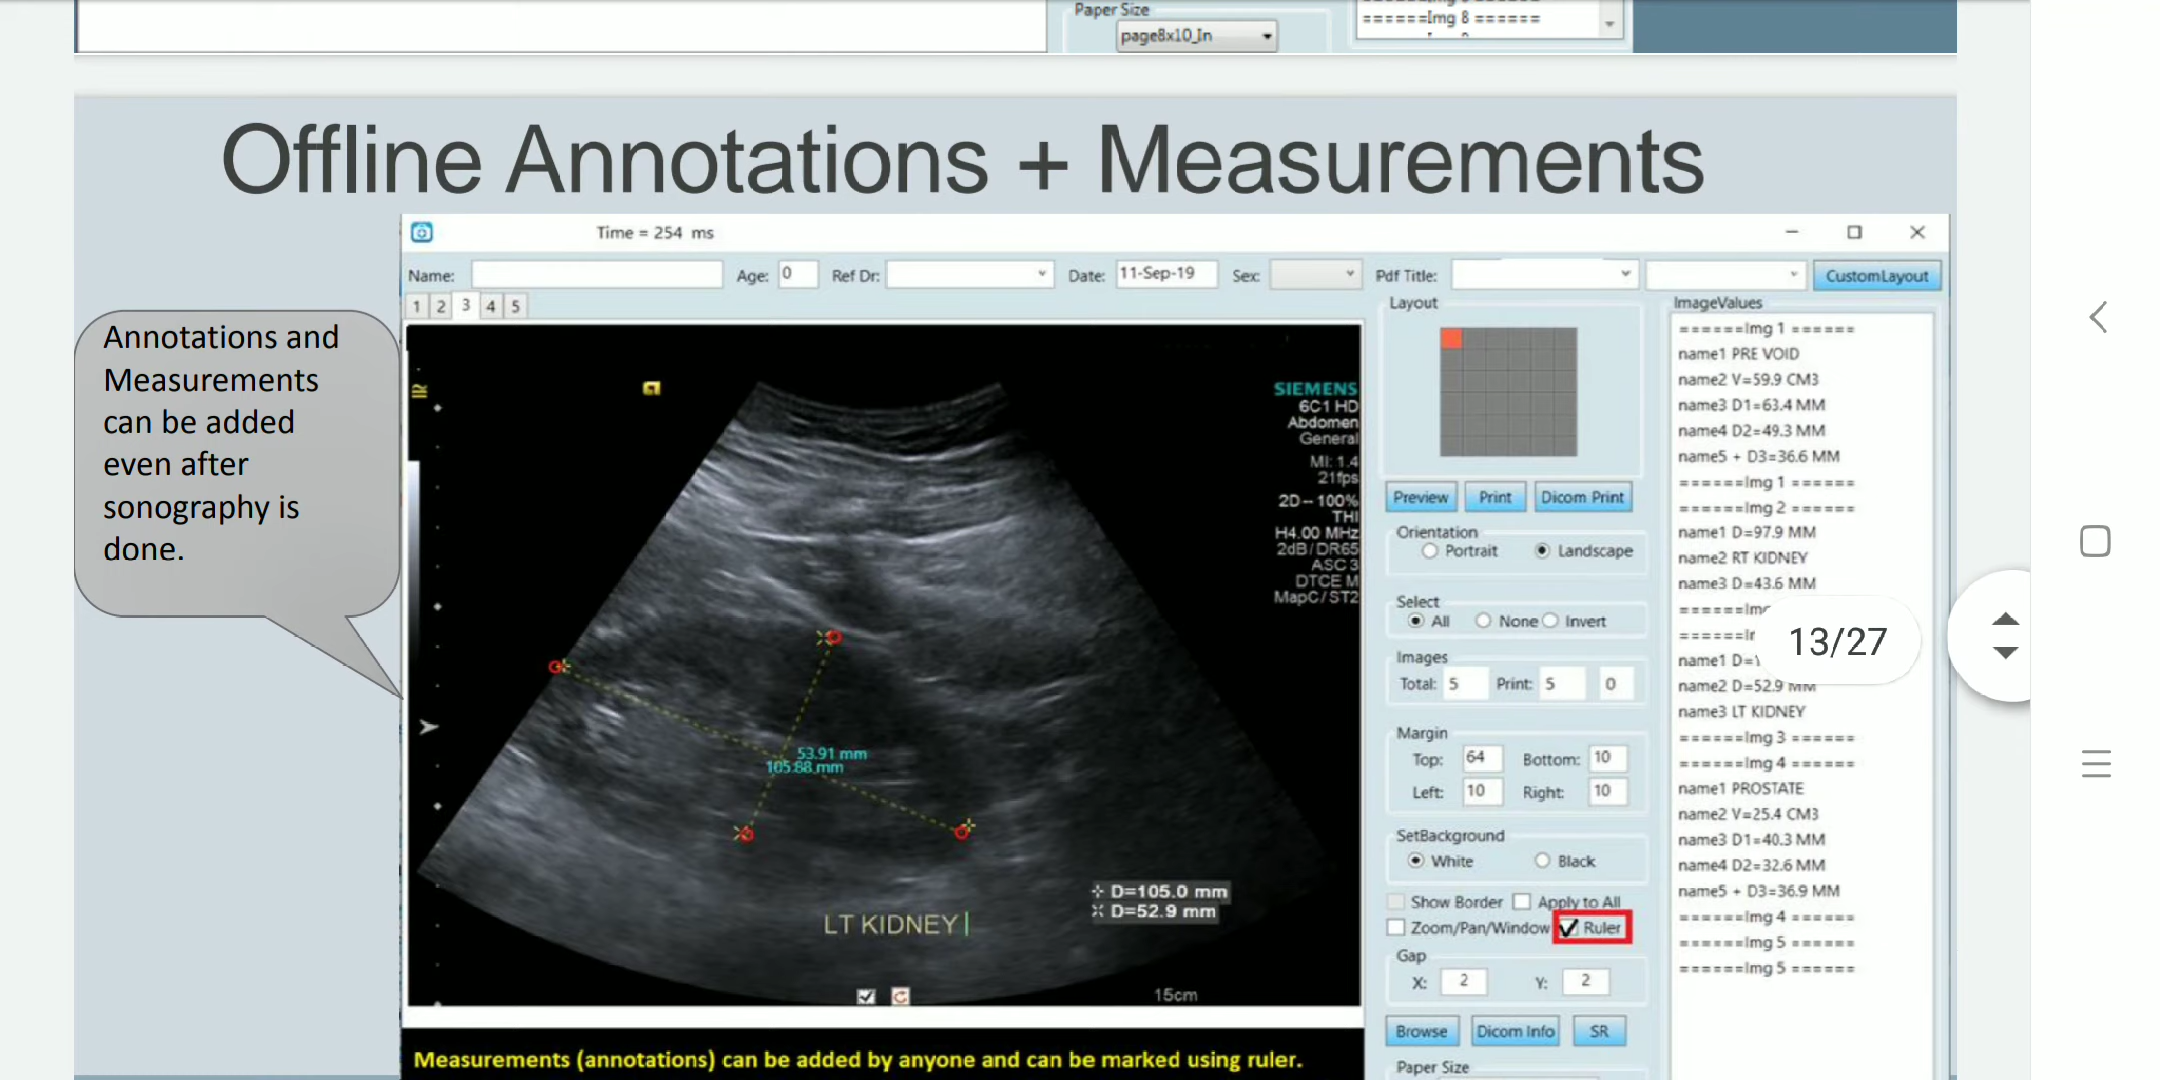 Paper Size
page8x10_In
======Img 8 ======
Offline Annotations + Measurements
Time = 254 ms
Name:
Age: 0
Ref Dr:
Date: 11-Sep-19
Sex:
Pdf Title:
CustomLayout
1 2 3 4 5
Annotations and
Measurements
can be added
even after
sonography is
done.
SIEMENS
6C1 HD
Abdomen
General
MI: 1.4
21fps
2D--100%
THI
H4.00 MHz
2dB/DR65
ASC 3
DTCE M
MapC/ST2
53.91 mm
105.88 mm
D=105.0 mm
D=52.9 mm
LT KIDNEY
15cm
Measurements (annotations) can be added by anyone and can be marked using ruler.
Layout
Preview Print Dicom Print
Orientation
Portrait Landscape
Select
All None Invert
Images
Total: 5 Print: 5 0
Margin
Top: 64 Bottom: 10
Left: 10 Right: 10
SetBackground
White Black
Show Border Apply to All
Zoom/Pan/Window Ruler
Gap
X: 2 Y: 2
Browse Dicom Info SR
Paper Size
ImageValues
======Img 1 ======
name1 PRE VOID
name2 V=59.9 CM3
name3 D1=63.4 MM
name4 D2=49.3 MM
name5 + D3=36.6 MM
======Img 1 ======
======Img 2 ======
name1 D=97.9 MM
name2 RT KIDNEY
name3 D=43.6 MM
name1
name2 D=52.9 MM
name3 LT KIDNEY
======Img 3 ======
======Img 4 ======
name1 PROSTATE
name2 V=25.4 CM3
name3 D1=40.3 MM
name4 D2=32.6 MM
name5 + D3=36.9 MM
======Img 4 ======
======Img 5 ======
======Img 5 ======
13/27